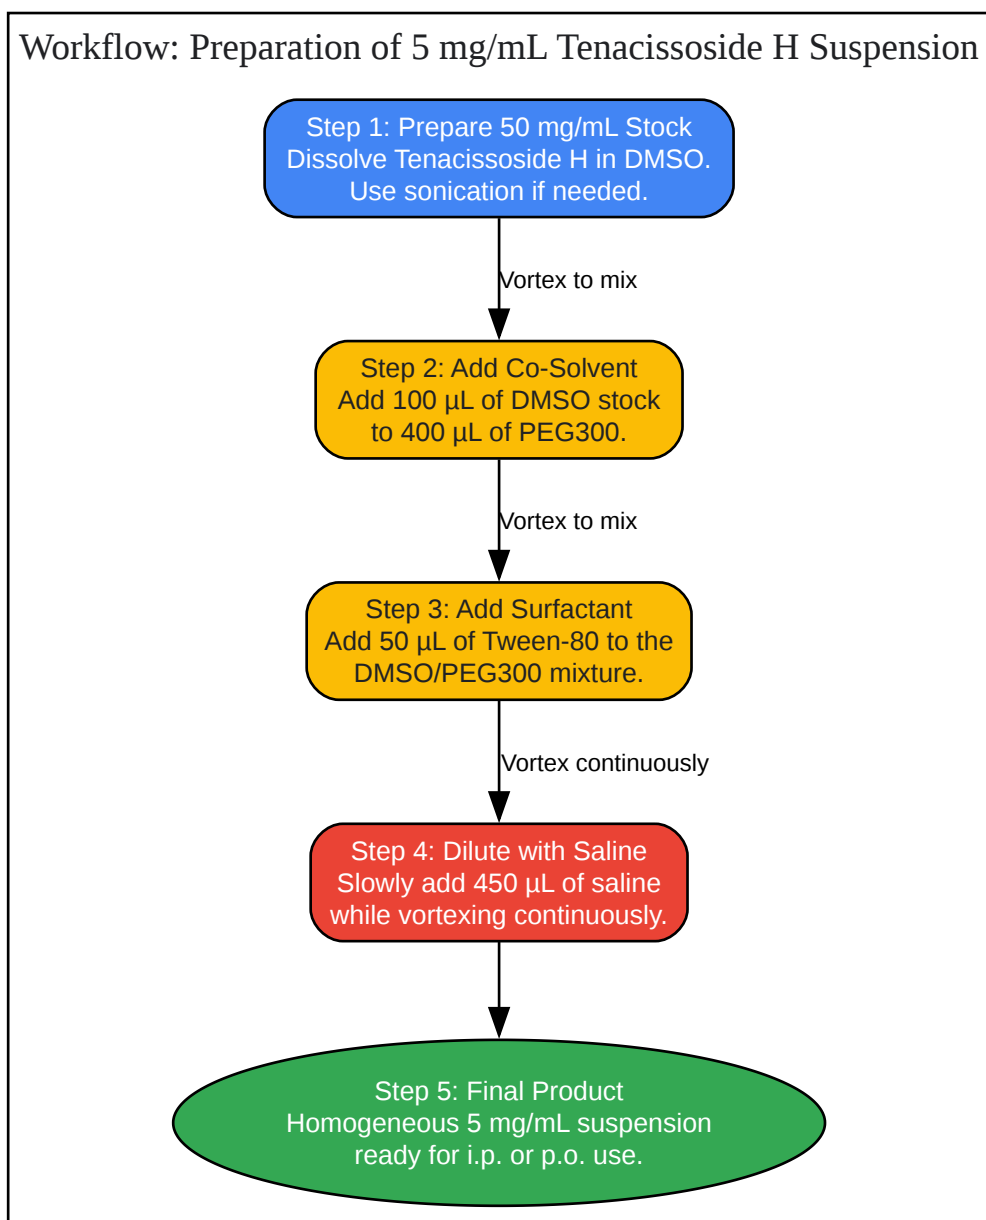 Workflow: Preparation of 5 mg/mL Tenacissoside H Suspension
Step 1: Prepare 50 mg/mL Stock
Dissolve Tenacissoside H in DMSO.
Use sonication if needed.
Vortex to mix
Step 2: Add Co-Solvent
Add 100 µL of DMSO stock
to 400 µL of PEG300.
Vortex to mix
Step 3: Add Surfactant
Add 50 µL of Tween-80 to the
DMSO/PEG300 mixture.
Vortex continuously
Step 4: Dilute with Saline
Slowly add 450 µL of saline
while vortexing continuously.
Step 5: Final Product
Homogeneous 5 mg/mL suspension
ready for i.p. or p.o. use.